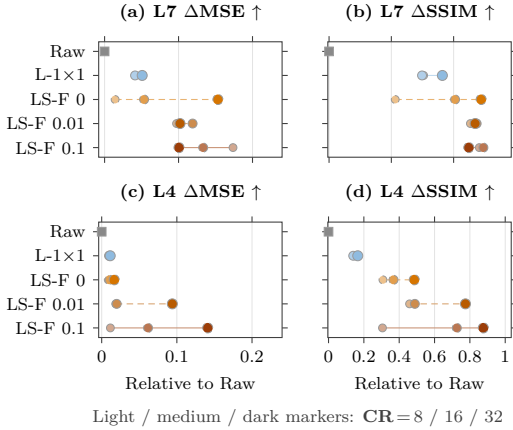 (a) L7 ΔMSE ↑
(b) L7 ΔSSIM ↑
Raw
L-1×1
LS-F 0
LS-F 0.01
LS-F 0.1
(c) L4 ΔMSE ↑
(d) L4 ΔSSIM ↑
Raw
L-1×1
LS-F 0
LS-F 0.01
LS-F 0.1
0 0.1 0.2
0 0.2 0.4 0.6 0.8 1
Relative to Raw
Relative to Raw
Light / medium / dark markers: CR=8 / 16 / 32